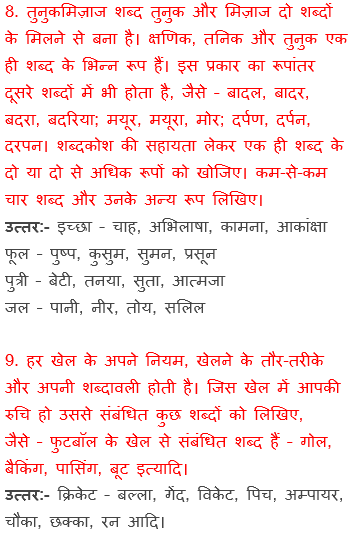 8. तुनुकमिज़ाज शब्द तुनुक और मिज़ाज दो शब्दों
के मिलने से बना है। क्षणिक, तनिक और तुनुक एक
ही शब्द के भिन्न रूप हैं। इस प्रकार का रूपांतर
दूसरे शब्दों में भी होता है, जैसे - बादल, बादर,
बदरा, बदरिया; मयूर, मयूरा, मोर; दर्पण, दर्पन,
दरपन। शब्दकोश की सहायता लेकर एक ही शब्द के
दो या दो से अधिक रूपों को खोजिए। कम-से-कम
चार शब्द और उनके अन्य रूप लिखिए।
उत्तर:- इच्छा - चाह, अभिलाषा, कामना, आकांक्षा
फूल - पुष्प, कुसुम, सुमन, प्रसून
पुत्री - बेटी, तनया, सुता, आत्मजा
जल - पानी, नीर, तोय, सलिल
9. हर खेल के अपने नियम, खेलने के तौर-तरीके
और अपनी शब्दावली होती है। जिस खेल में आपकी
रुचि हो उससे संबंधित कुछ शब्दों को लिखिए,
जैसे - फुटबॉल के खेल से संबंधित शब्द हैं - गोल,
बैकिंग, पासिंग, बूट इत्यादि।
उत्तर:- क्रिकेट - बल्ला, गेंद, विकेट, पिच, अम्पायर,
चौका, छक्का, रन आदि।